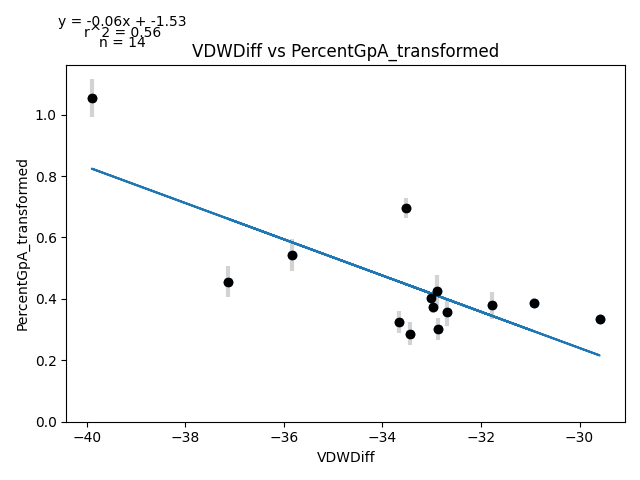 y = -0.06x + -1.53
r^2 = 0.56
n = 14
VDWDiff vs PercentGpA_transformed
PercentGpA_transformed
1.0
0.8
0.6
0.4
0.2
0.0
−40
−38
−36
−34
−32
−30
VDWDiff